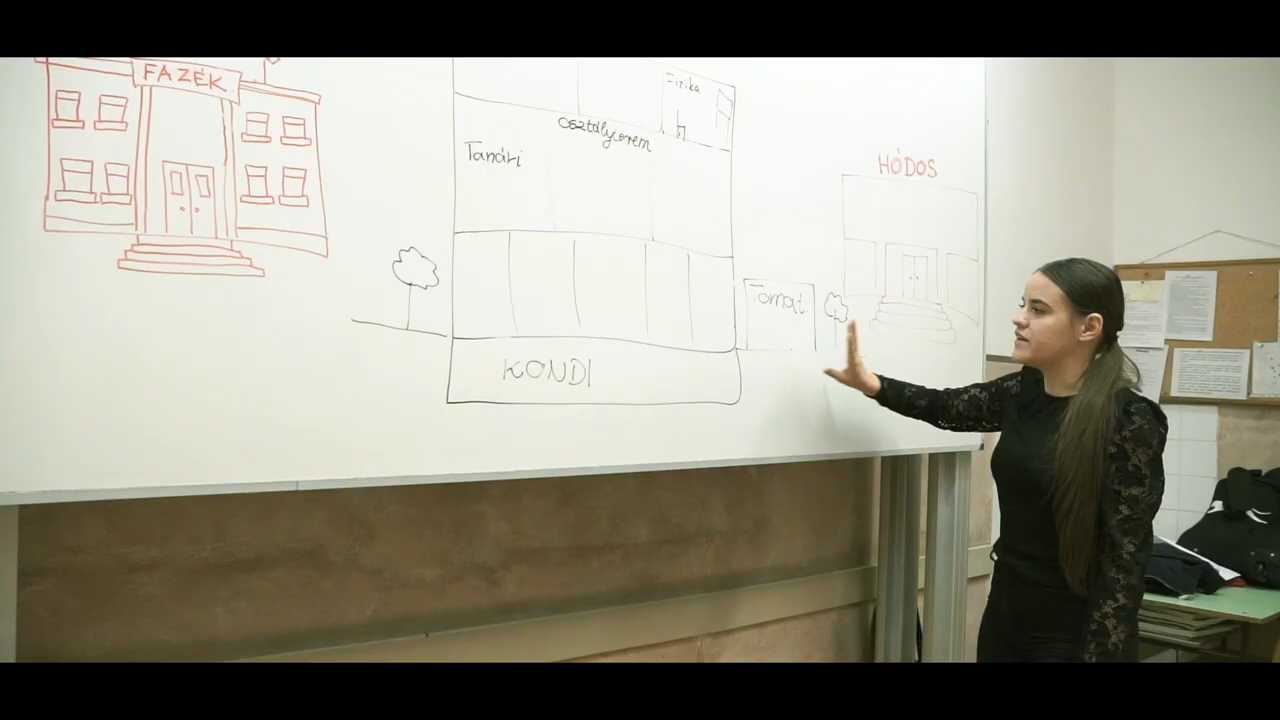 FAZÉK
Fizika
osztályterem
Tanári
HÓDOS
Tornat.
KONDI